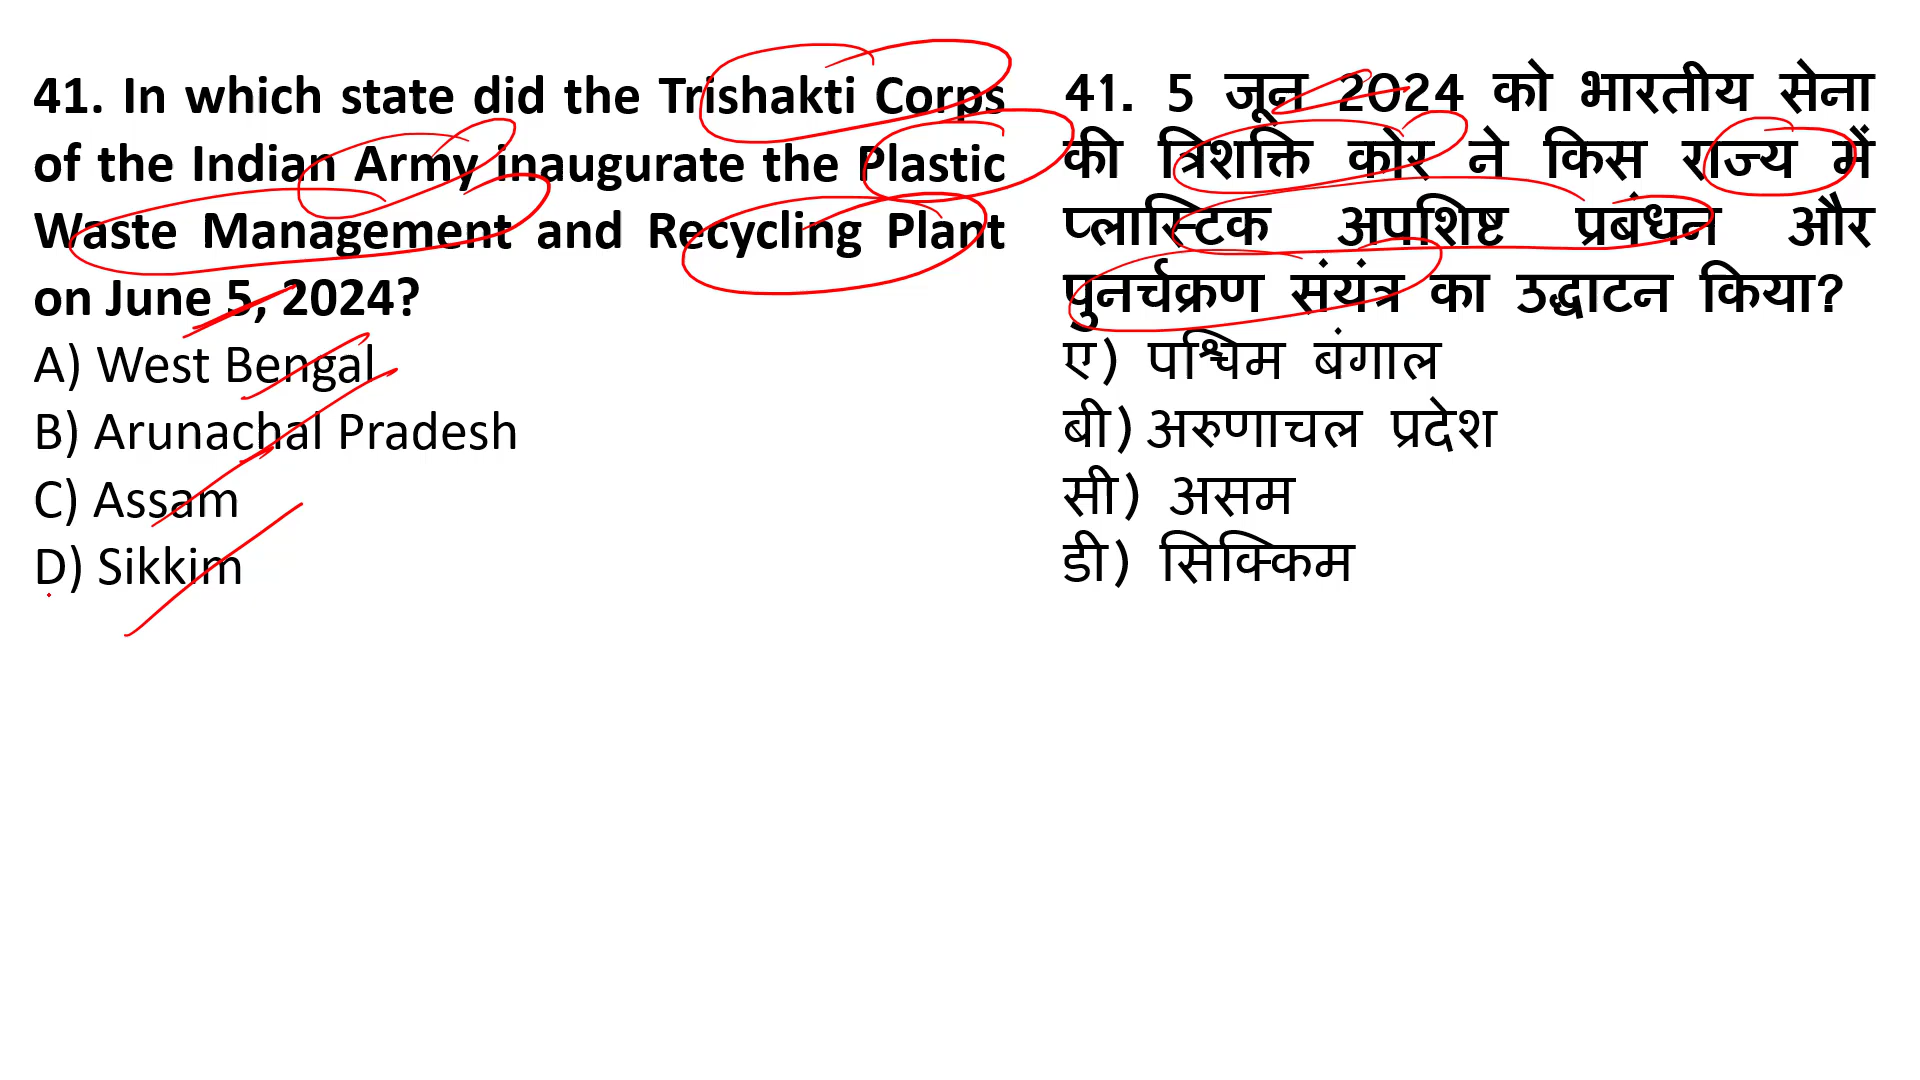 41. In which state did the Trishakti Corps
of the Indian Army inaugurate the Plastic
Waste Management and Recycling Plant
on June 5, 2024?
A) West Bengal
B) Arunachal Pradesh
C) Assam
D) Sikkim
41. 5 जून 2024 को भारतीय सेना
की त्रिशक्ति कोर ने किस राज्य में
प्लास्टिक अपशिष्ट प्रबंधन और
पुनर्चक्रण संयंत्र का उद्घाटन किया?
ए) पश्चिम बंगाल
बी) अरुणाचल प्रदेश
सी) असम
डी) सिक्किम